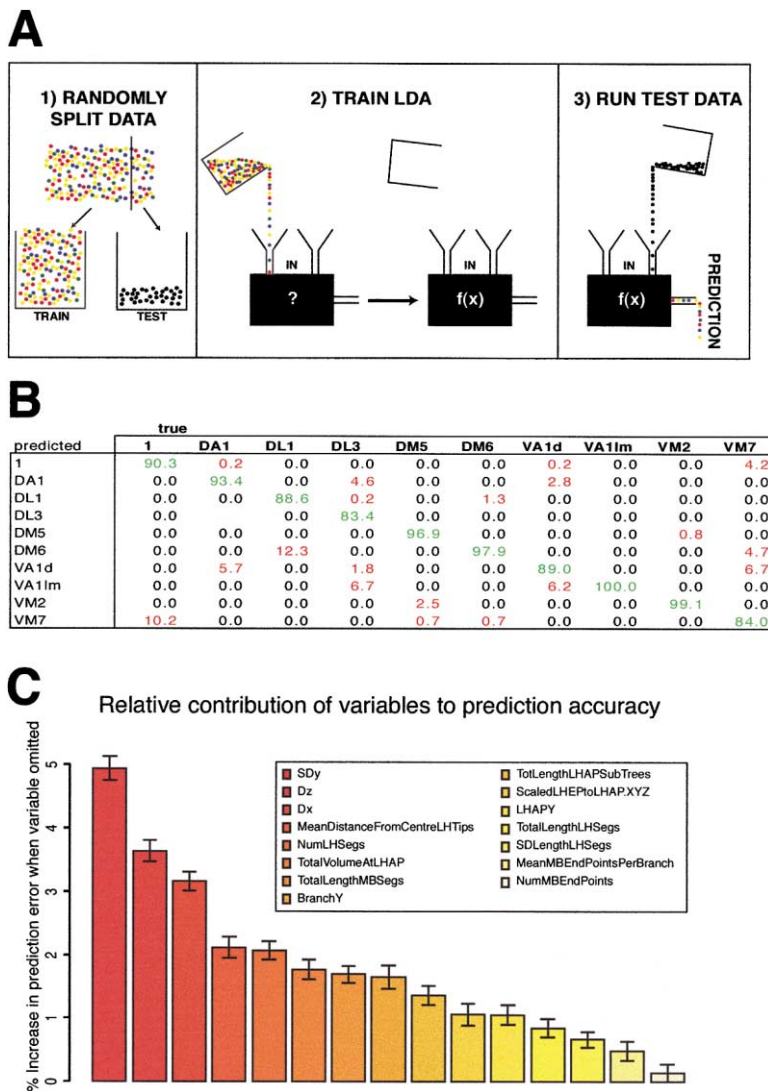 A
1) RANDOMLY
SPLIT DATA
TRAIN
TEST
2) TRAIN LDA
IN
?
IN
f(x)
3) RUN TEST DATA
IN
f(x)
PREDICTION
B
true
predicted 1 DA1 DL1 DL3 DM5 DM6 VA1d VA1lm VM2 VM7
1 90.3 0.2 0.0 0.0 0.0 0.0 0.2 0.0 0.0 4.2
DA1 0.0 93.4 0.0 4.6 0.0 0.0 2.8 0.0 0.0 0.0
DL1 0.0 0.0 88.6 0.2 0.0 1.3 0.0 0.0 0.0 0.0
DL3 0.0 0.0 83.4 0.0 0.0 0.0 0.0 0.0 0.0
DM5 0.0 0.0 0.0 0.0 96.9 0.0 0.0 0.0 0.8 0.0
DM6 0.0 0.0 12.3 0.0 0.0 97.9 0.0 0.0 0.0 4.7
VA1d 0.0 5.7 0.0 1.8 0.0 0.0 89.0 0.0 0.0 6.7
VA1lm 0.0 0.0 0.0 6.7 0.0 0.0 6.2 100.0 0.0 0.0
VM2 0.0 0.0 0.0 0.0 2.5 0.0 0.0 0.0 99.1 0.0
VM7 10.2 0.0 0.0 0.0 0.7 0.7 0.0 0.0 0.0 84.0
C
Relative contribution of variables to prediction accuracy
% Increase in prediction error when variable omitted
5
4
3
2
1
0
SDy
Dz
Dx
MeanDistanceFromCentreLHTips
NumLHSegs
TotalVolumeAtLHAP
TotalLengthMBSegs
BranchY
TotLengthLHAPSubTrees
ScaledLHEPtoLHAP.XYZ
LHAPY
TotalLengthLHSegs
SDLengthLHSegs
MeanMBEndPointsPerBranch
NumMBEndPoints